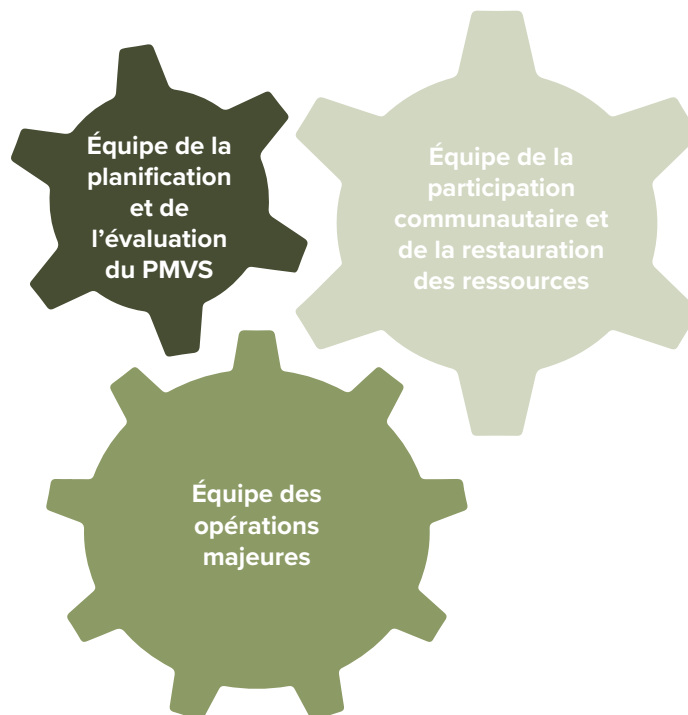 Équipe de la
planification
et de
l’évaluation
du PMVS
Équipe de la
participation
communautaire et
de la restauration
des ressources
Équipe des
opérations
majeures